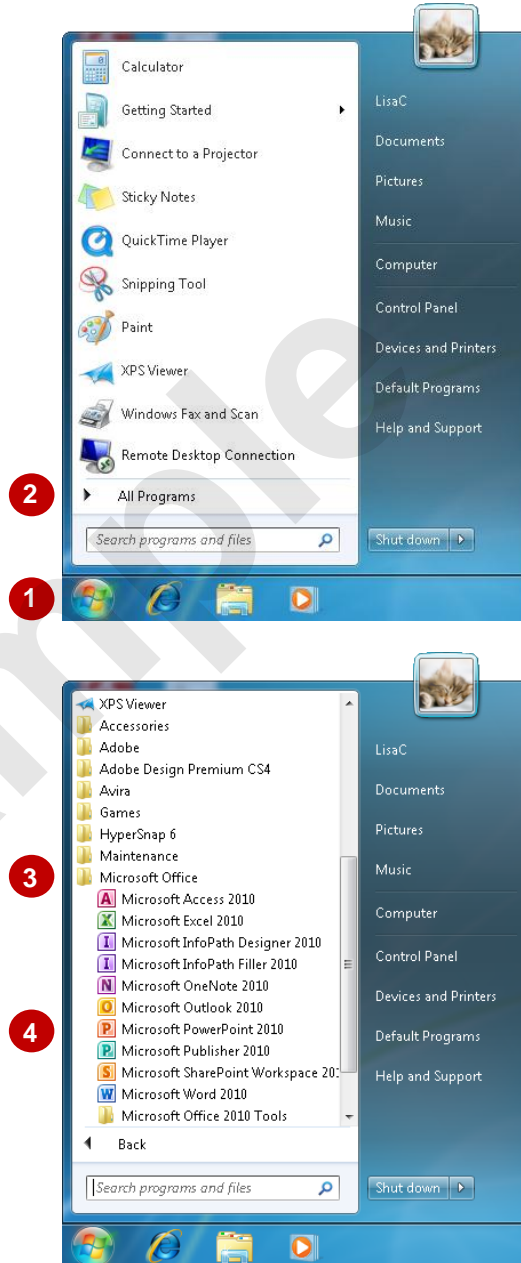 Calculator
LisaC
Getting Started
Documents
Connect to a Projector
Pictures
Sticky Notes
Music
QuickTime Player
Computer
Snipping Tool
Control Panel
Paint
Devices and Printers
XPS Viewer
Default Programs
Windows Fax and Scan
Help and Support
Remote Desktop Connection
2
All Programs
Search programs and files
Shut down
1
XPS Viewer
Accessories
Adobe
LisaC
Adobe Design Premium CS4
Avira
Documents
Games
HyperSnap 6
Pictures
Maintenance
3
Microsoft Office
Music
Microsoft Access 2010
Microsoft Excel 2010
Computer
Microsoft InfoPath Designer 2010
Microsoft InfoPath Filler 2010
Control Panel
Microsoft OneNote 2010
Microsoft Outlook 2010
Devices and Printers
4
Microsoft PowerPoint 2010
Default Programs
Microsoft Publisher 2010
Microsoft SharePoint Workspace 20
Help and Support
Microsoft Word 2010
Microsoft Office 2010 Tools
Back
Search programs and files
Shut down
mple